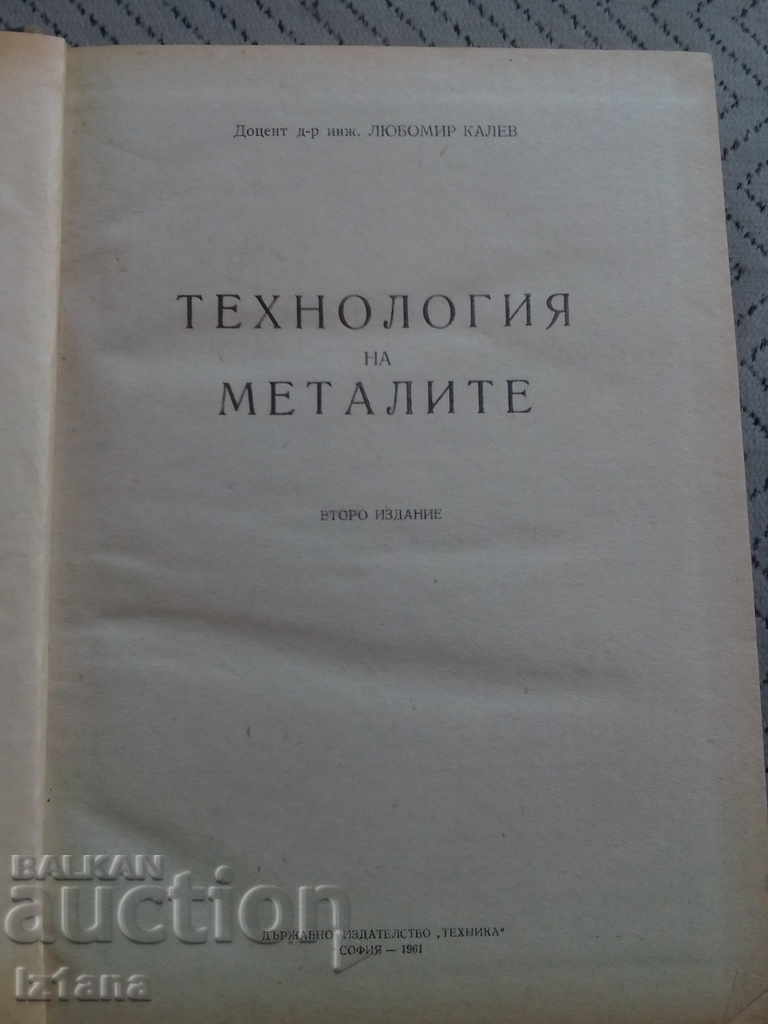 Доцент д-р инж. ЛЮБОМИР КАЛЕВ
ТЕХНОЛОГИЯ
НА
МЕТАЛИТЕ
ВТОРО ИЗДАНИЕ
ДЪРЖАВНО ИЗДАТЕЛСТВО „ТЕХНИКА"
СОФИЯ — 1961
BALKAN
auction
Iz1ana